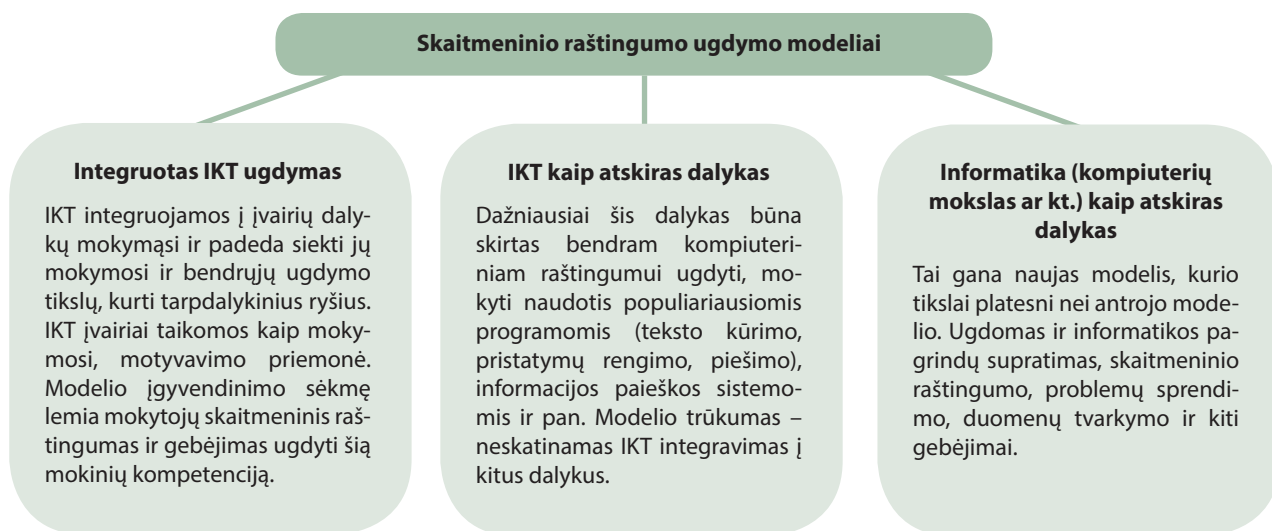 Skaitmeninio raštingumo ugdymo modeliai
Integruotas IKT ugdymas
IKT integruojamos į įvairių daly-
kų mokymąsi ir padeda siekti jų
mokymosi ir bendrųjų ugdymo
tikslų, kurti tarpdalykinius ryšius.
IKT įvairiai taikomos kaip moky-
mosi, motyvavimo priemonė.
Modelio įgyvendinimo sėkmę
lemia mokytojų skaitmeninis raš-
tingumas ir gebėjimas ugdyti šią
mokinių kompetenciją.
IKT kaip atskiras dalykas
Dažniausiai šis dalykas būna
skirtas bendram kompiuteri-
niam raštingumui ugdyti, mo-
kyti naudotis populiariausiomis
programomis (teksto kūrimo,
pristatymų rengimo, piešimo),
informacijos paieškos sistemo-
mis ir pan. Modelio trūkumas –
neskatinamas IKT integravimas į
kitus dalykus.
Informatika (kompiuterių
mokslas ar kt.) kaip atskiras
dalykas
Tai gana naujas modelis, kurio
tikslai platesni nei antrojo mode-
lio. Ugdomas ir informatikos pa-
grindų supratimas, skaitmeninio
raštingumo, problemų sprendi-
mo, duomenų tvarkymo ir kiti
gebėjimai.